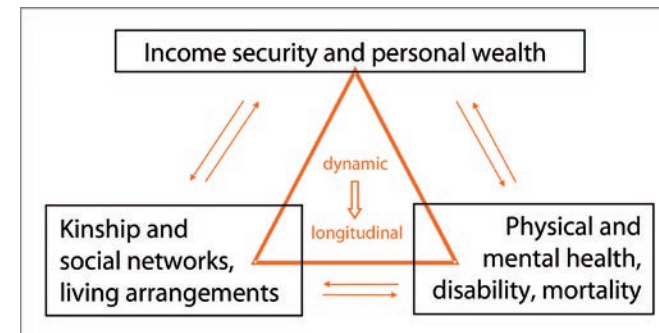 Income security and personal wealth
dynamic
longitudinal
Kinship and
social networks,
living arrangements
Physical and
mental health,
disability, mortality